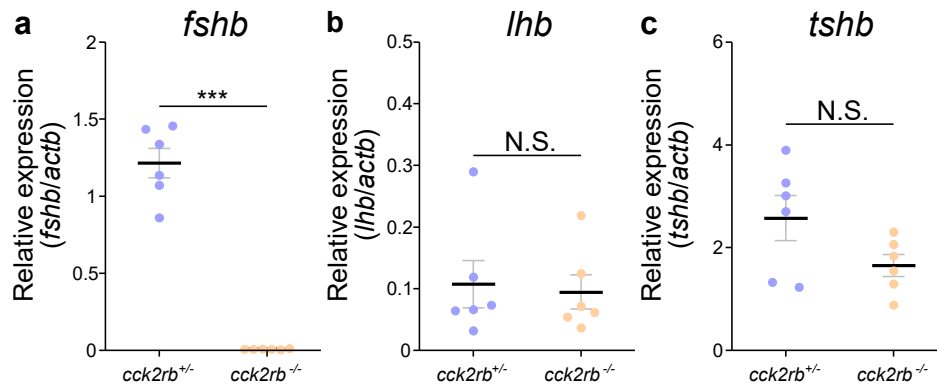 a
fshb
Relative expression
(fshb/actb)
2
1.5
1
0.5
0
***
cck2rb+/-
cck2rb-/-
b
lhb
Relative expression
(lhb/actb)
0.5
0.4
0.3
0.2
0.1
0
N.S.
cck2rb+/-
cck2rb-/-
c
tshb
Relative expression
(tshb/actb)
6
4
2
0
N.S.
cck2rb+/-
cck2rb-/-